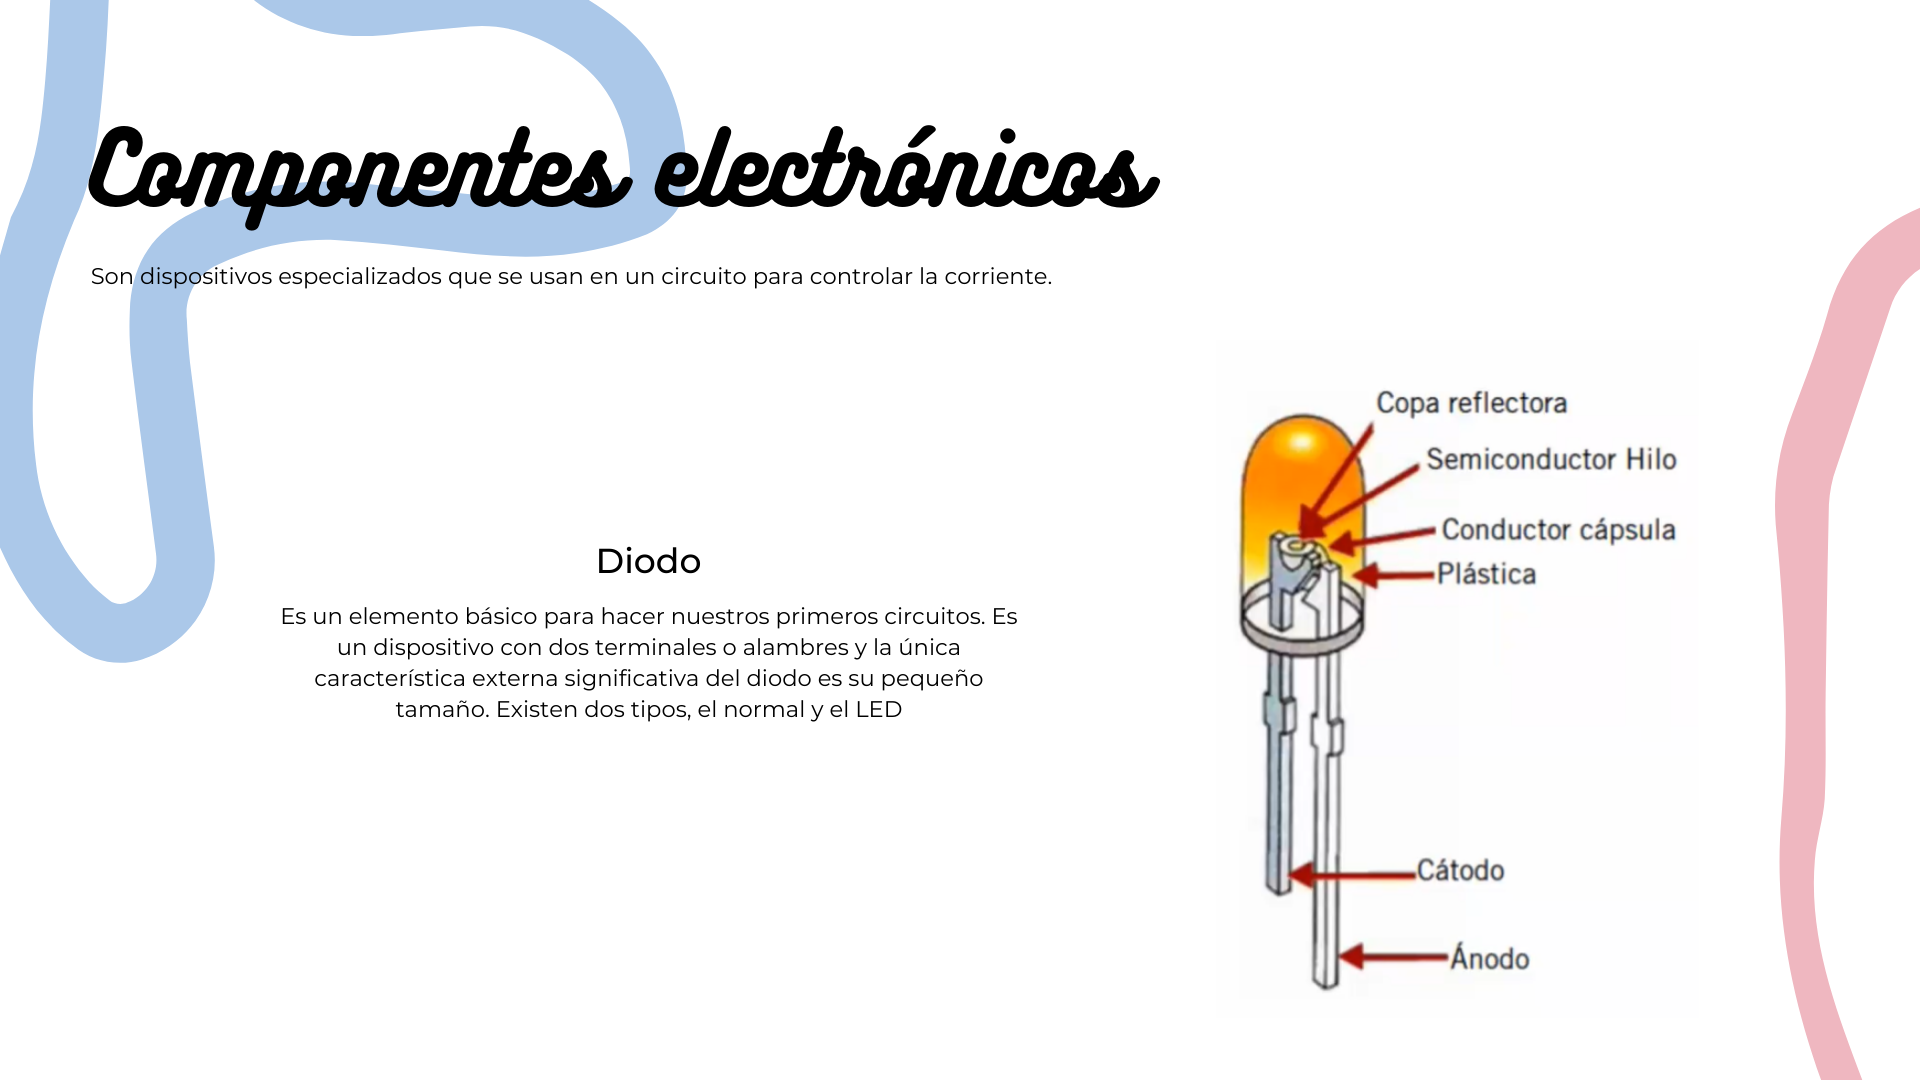 Componentes electrónicos
Son dispositivos especializados que se usan en un circuito para controlar la corriente.
Diodo
Es un elemento básico para hacer nuestros primeros circuitos. Es
un dispositivo con dos terminales o alambres y la única
característica externa significativa del diodo es su pequeño
tamaño. Existen dos tipos, el normal y el LED
Copa reflectora
Semiconductor Hilo
Conductor cápsula
Plástica
Cátodo
Ánodo